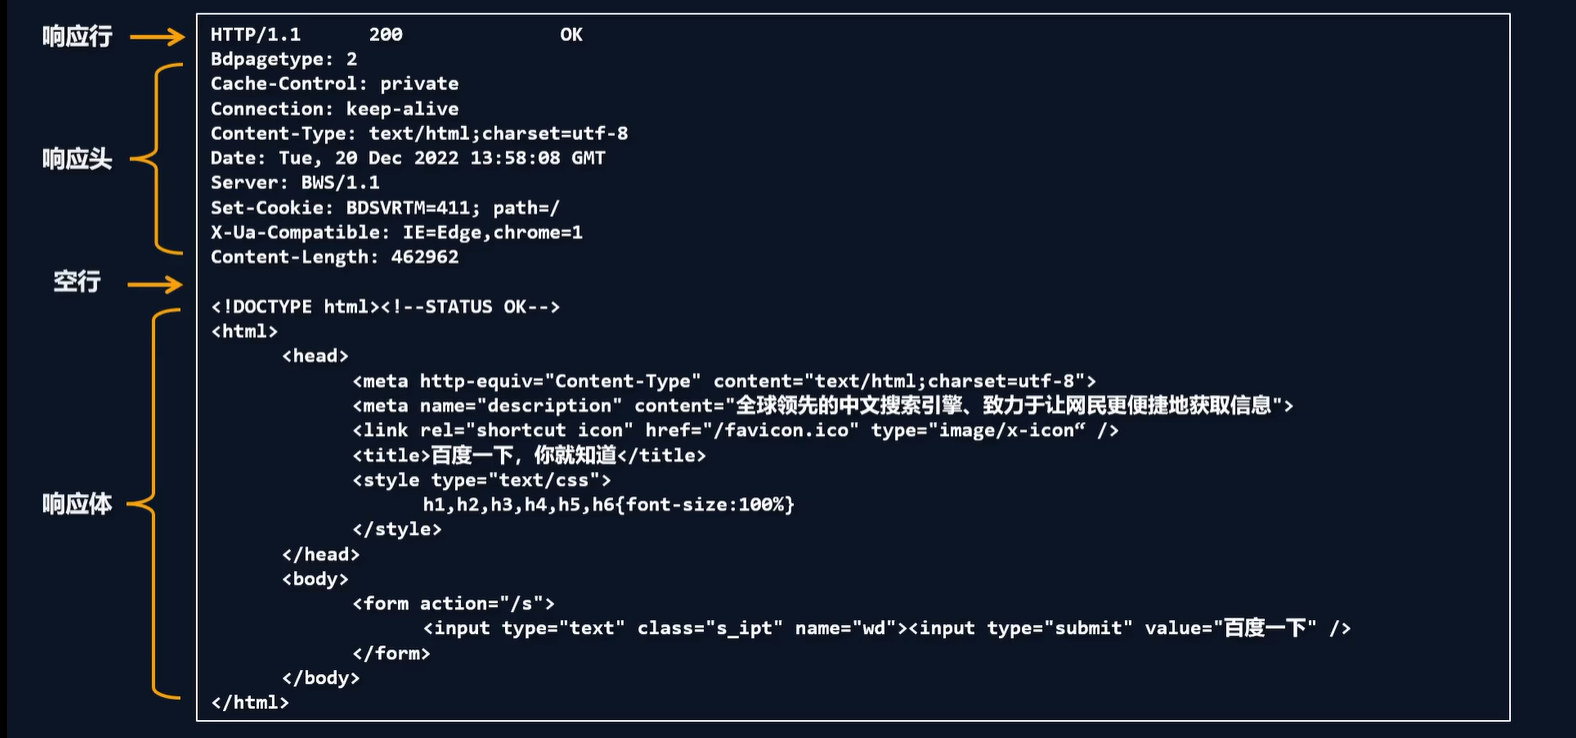 响应行
HTTP/1.1 200 OK
响应头
Bdpagetype: 2
Cache-Control: private
Connection: keep-alive
Content-Type: text/html;charset=utf-8
Date: Tue, 20 Dec 2022 13:58:08 GMT
Server: BWS/1.1
Set-Cookie: BDSVRTM=411; path=/
X-Ua-Compatible: IE=Edge,chrome=1
Content-Length: 462962
空行
响应体
<!DOCTYPE html><!--STATUS OK-->
<html>
<head>
<meta http-equiv="Content-Type" content="text/html;charset=utf-8">
<meta name="description" content="全球领先的中文搜索引擎、致力于让网民更便捷地获取信息">
<link rel="shortcut icon" href="/favicon.ico" type="image/x-icon“ />
<title>百度一下，你就知道</title>
<style type="text/css">
h1,h2,h3,h4,h5,h6{font-size:100%}
</style>
</head>
<body>
<form action="/s">
<input type="text" class="s_ipt" name="wd"><input type="submit" value="百度一下" />
</form>
</body>
</html>